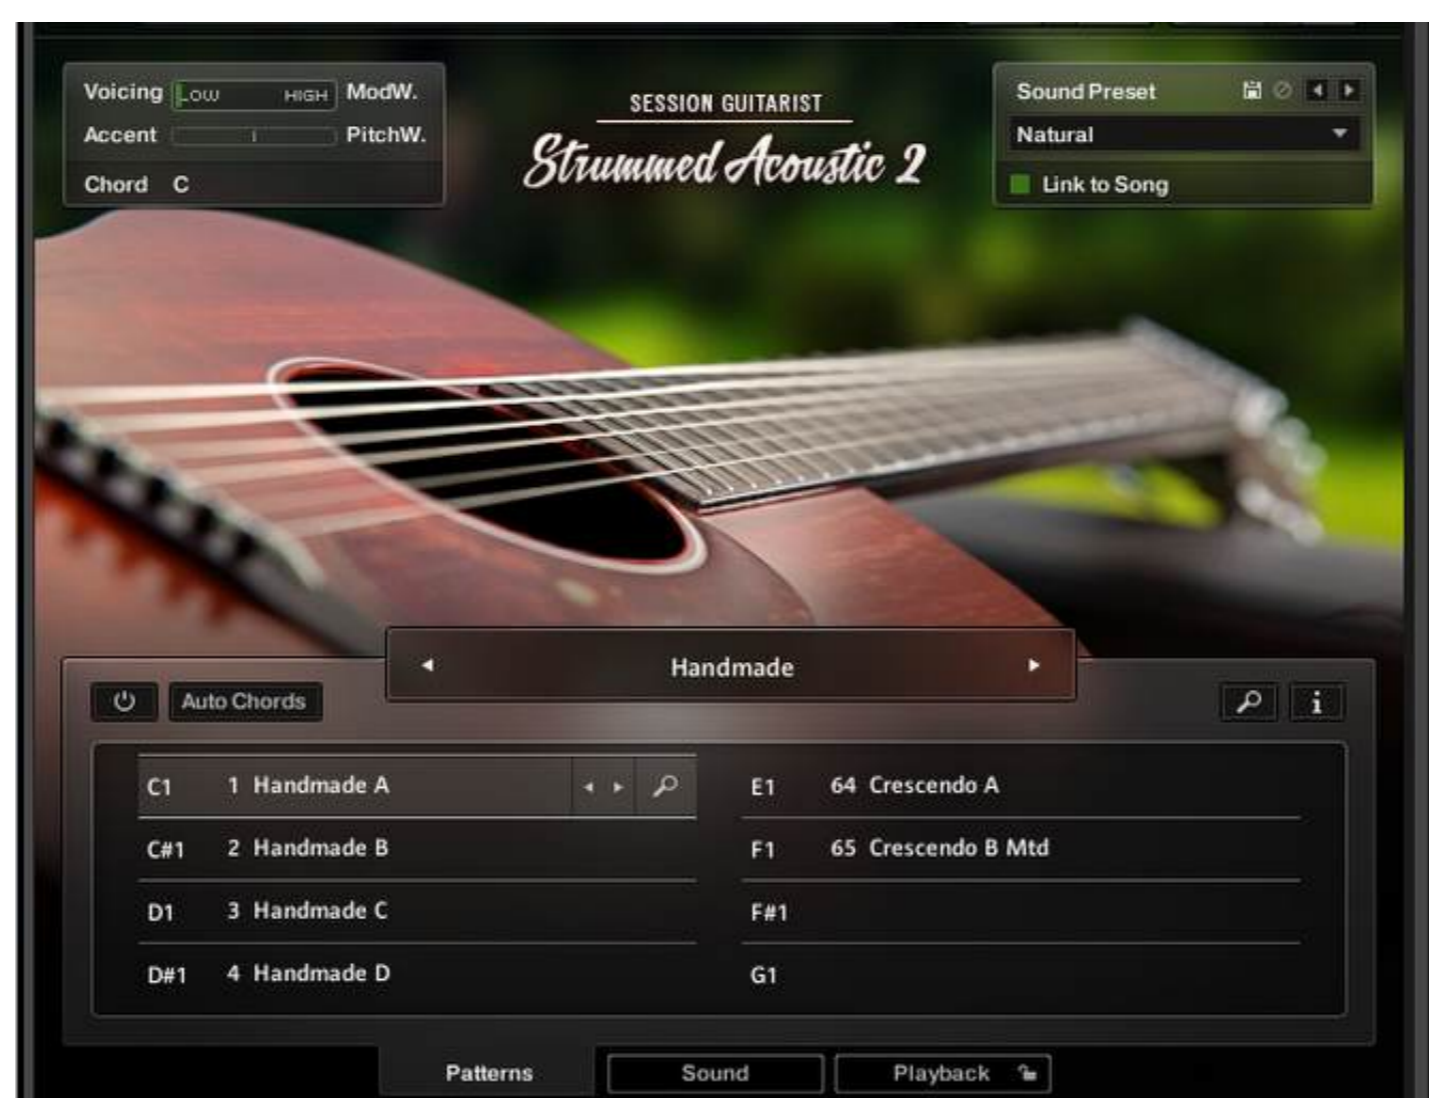 Voicing LOW HIGH ModW.
Accent PitchW.
Chord C
SESSION GUITARIST
Strummed Acoustic 2
Sound Preset
Natural
Link to Song
Handmade
Auto Chords
i
C1 1 Handmade A
C#1 2 Handmade B
D1 3 Handmade C
D#1 4 Handmade D
E1 64 Crescendo A
F1 65 Crescendo B Mtd
F#1
G1
Patterns Sound Playback